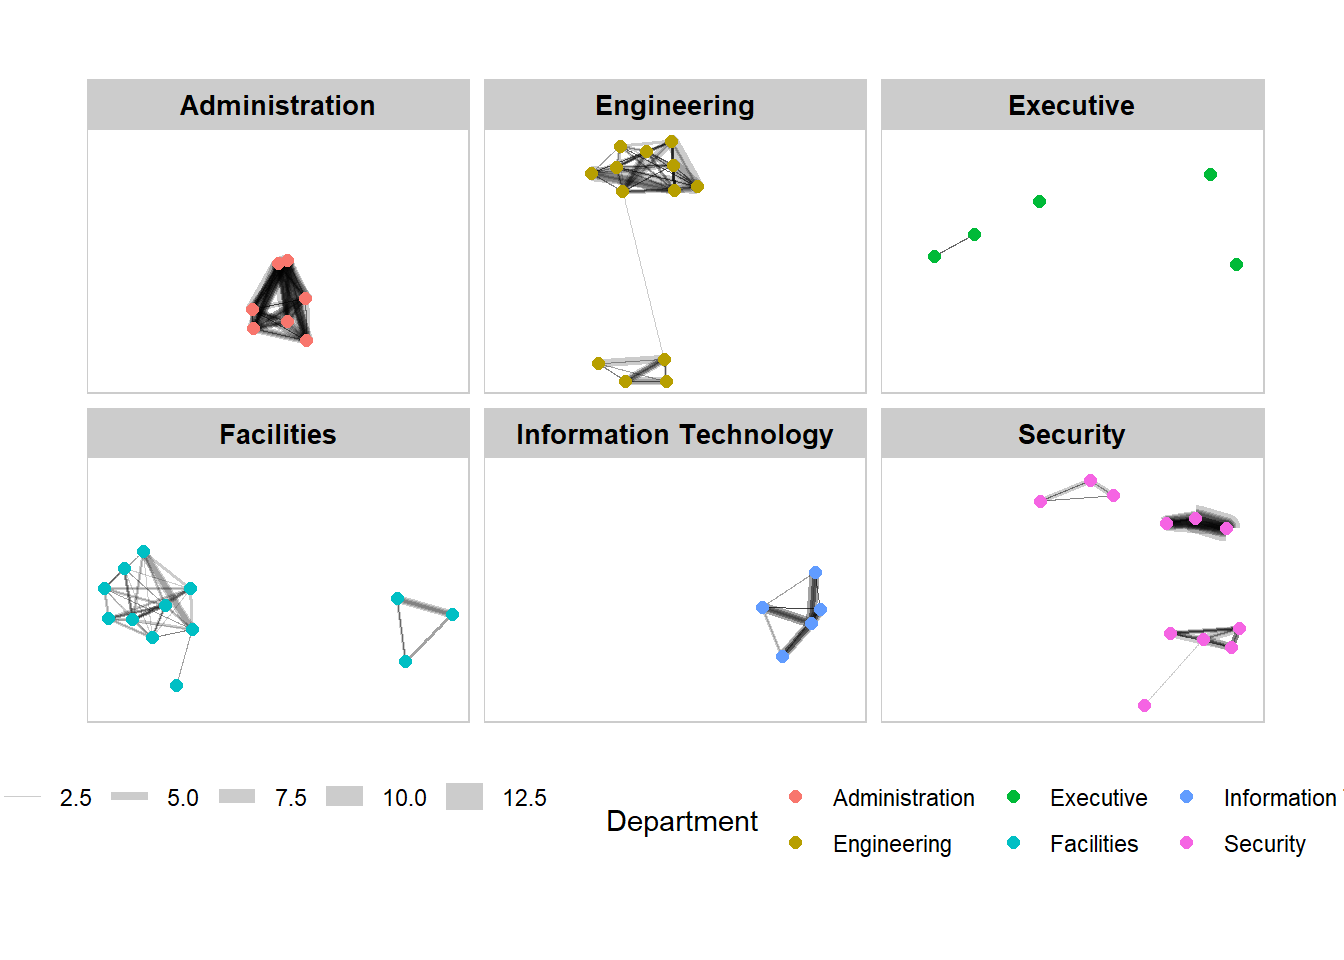 Administration
Engineering
Executive
Facilities
Information Technology
Security
2.5 5.0 7.5 10.0 12.5
Department
Administration Executive Information
Engineering Facilities Security